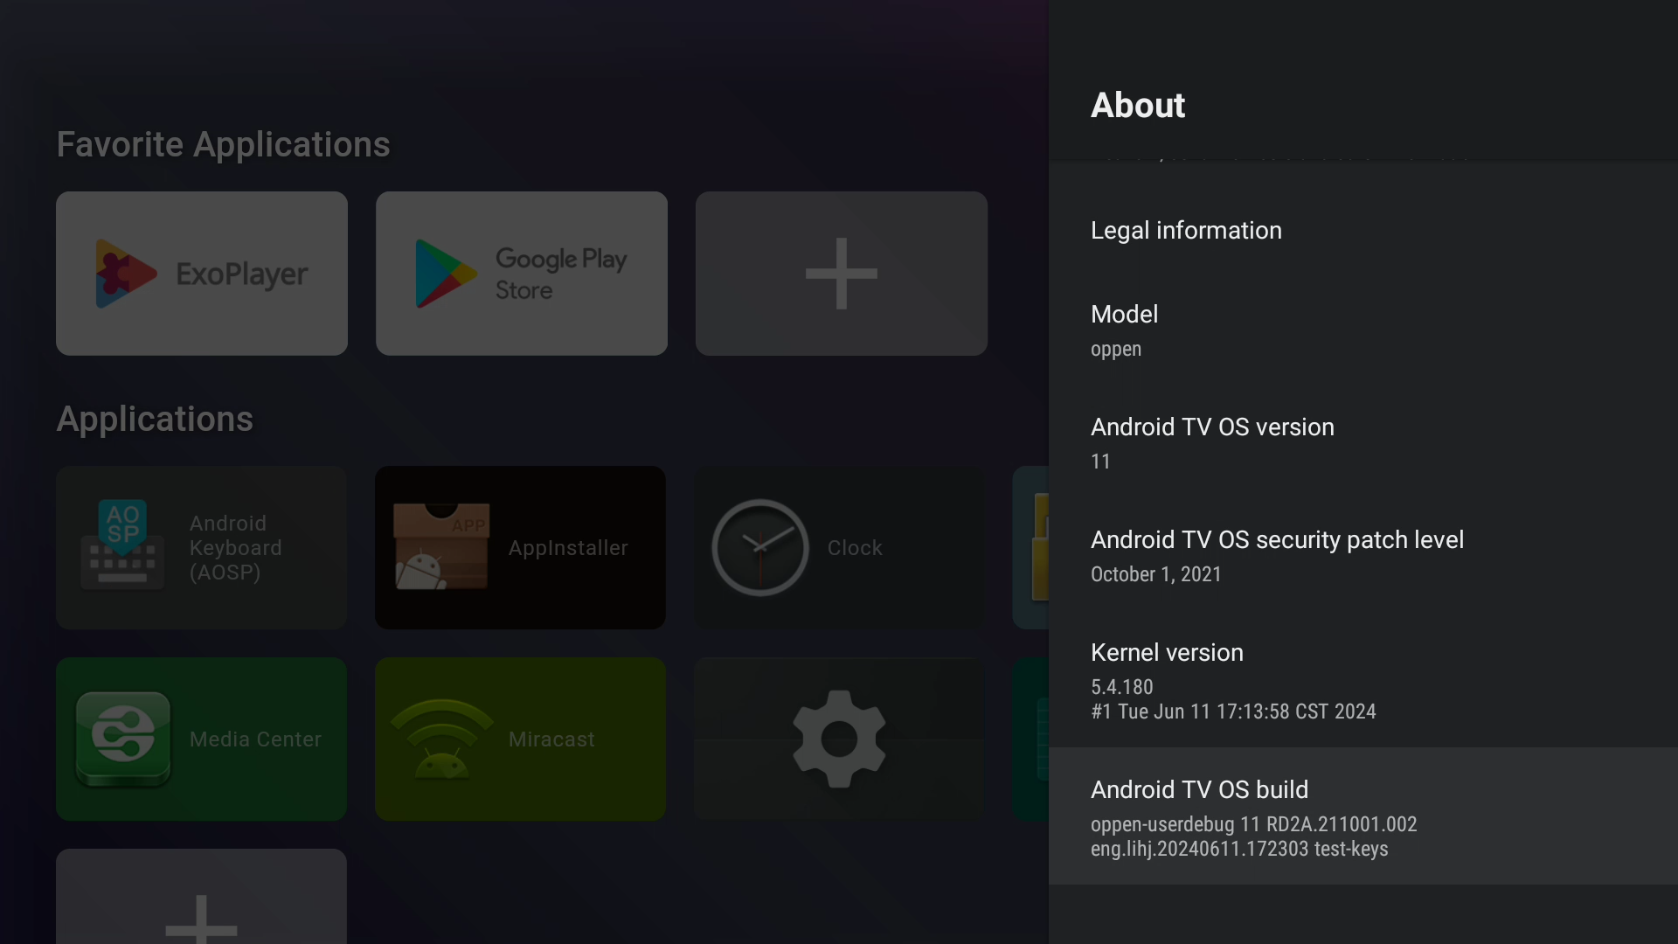 About
Legal information
Model
oppen
Android TV OS version
11
Android TV OS security patch level
October 1, 2021
Kernel version
5.4.180
#1 Tue Jun 11 17:13:58 CST 2024
Android TV OS build
oppen-userdebug 11 RD2A.211001.002
eng.lihj.20240611.172303 test-keys
Favorite Applications
ExoPlayer
Google Play
Store
Applications
AO
SP
Android
Keyboard
(AOSP)
APP
AppInstaller
Clock
Media Center
Miracast